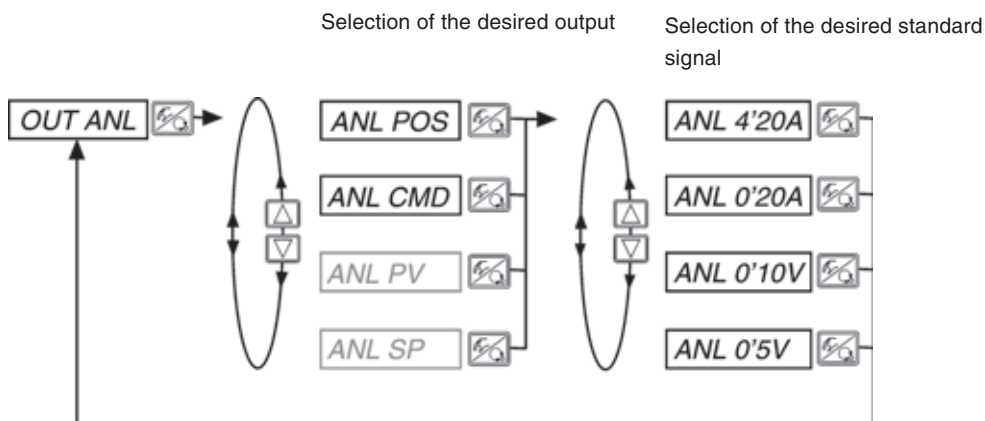 Selection of the desired output
Selection of the desired standard
signal
OUT ANL
ANL POS
ANL 4'20A
ANL CMD
ANL 0'20A
ANL PV
ANL 0'10V
ANL SP
ANL 0'5V